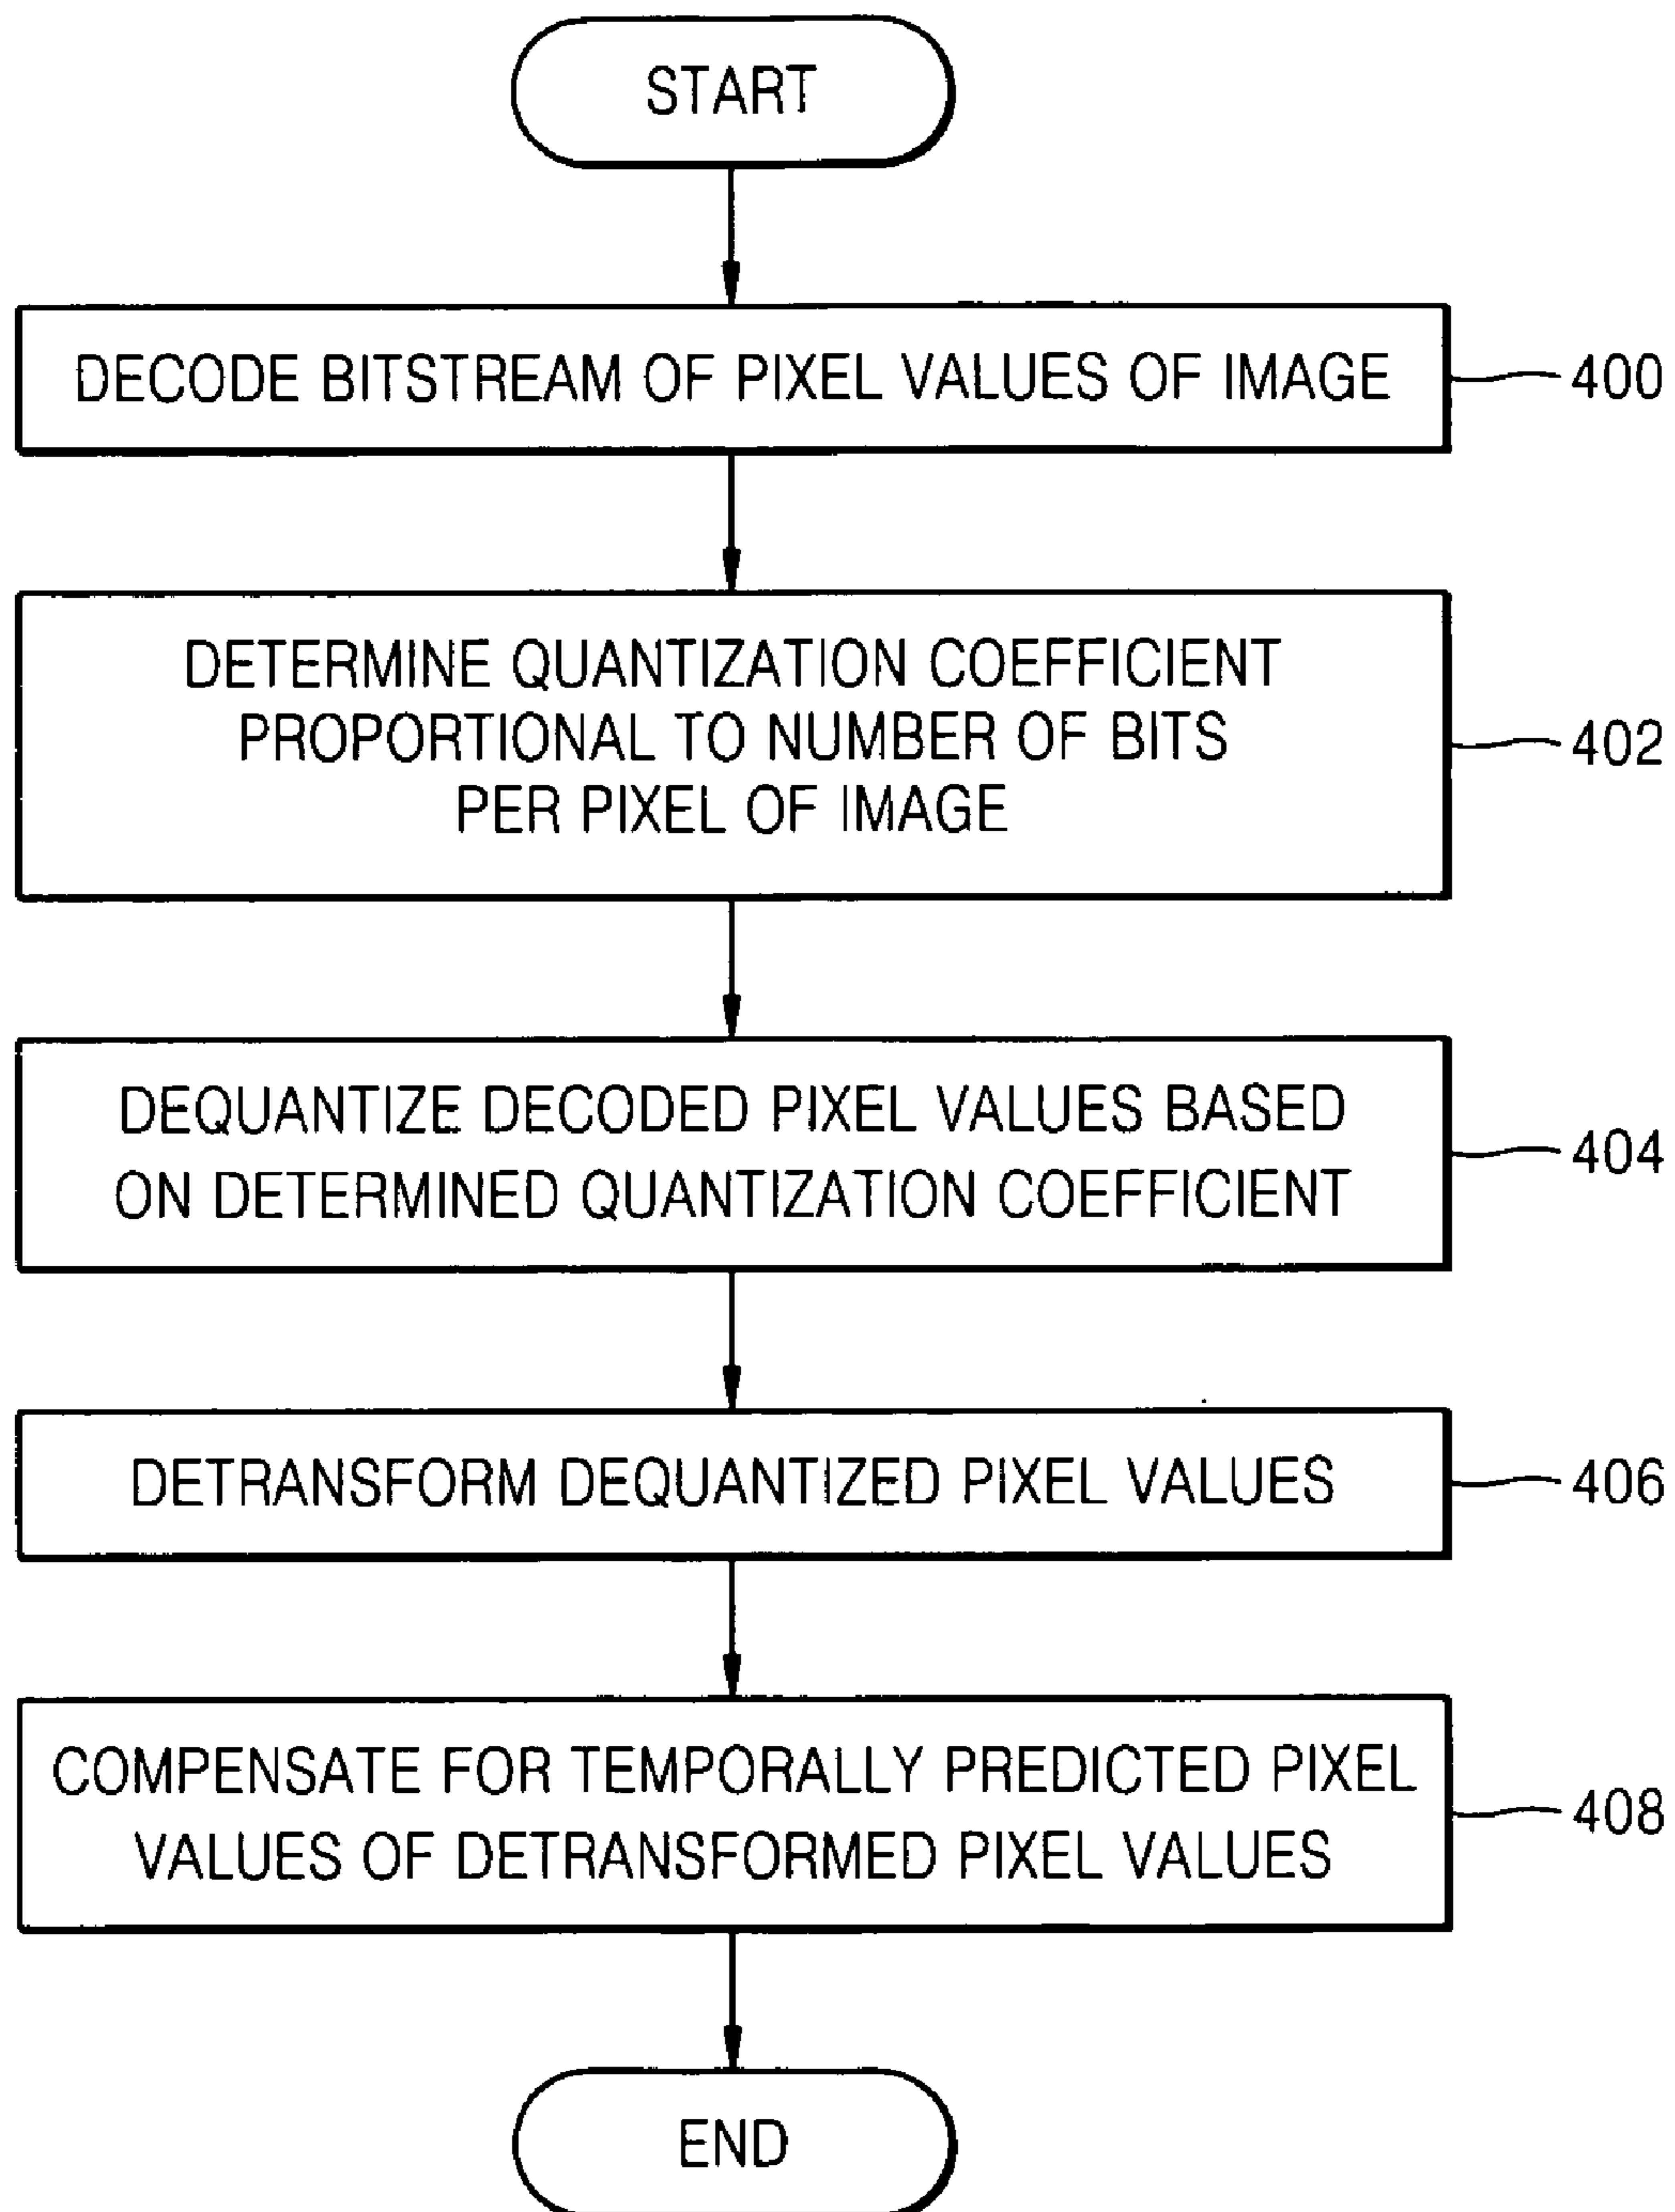 START
DECODE BITSTREAM OF PIXEL VALUES OF IMAGE
400
DETERMINE QUANTIZATION COEFFICIENT
PROPORTIONAL TO NUMBER OF BITS
PER PIXEL OF IMAGE
402
DEQUANTIZE DECODED PIXEL VALUES BASED
ON DETERMINED QUANTIZATION COEFFICIENT
404
DETRANSFORM DEQUANTIZED PIXEL VALUES
406
COMPENSATE FOR TEMPORALLY PREDICTED PIXEL
VALUES OF DETRANSFORMED PIXEL VALUES
408
END